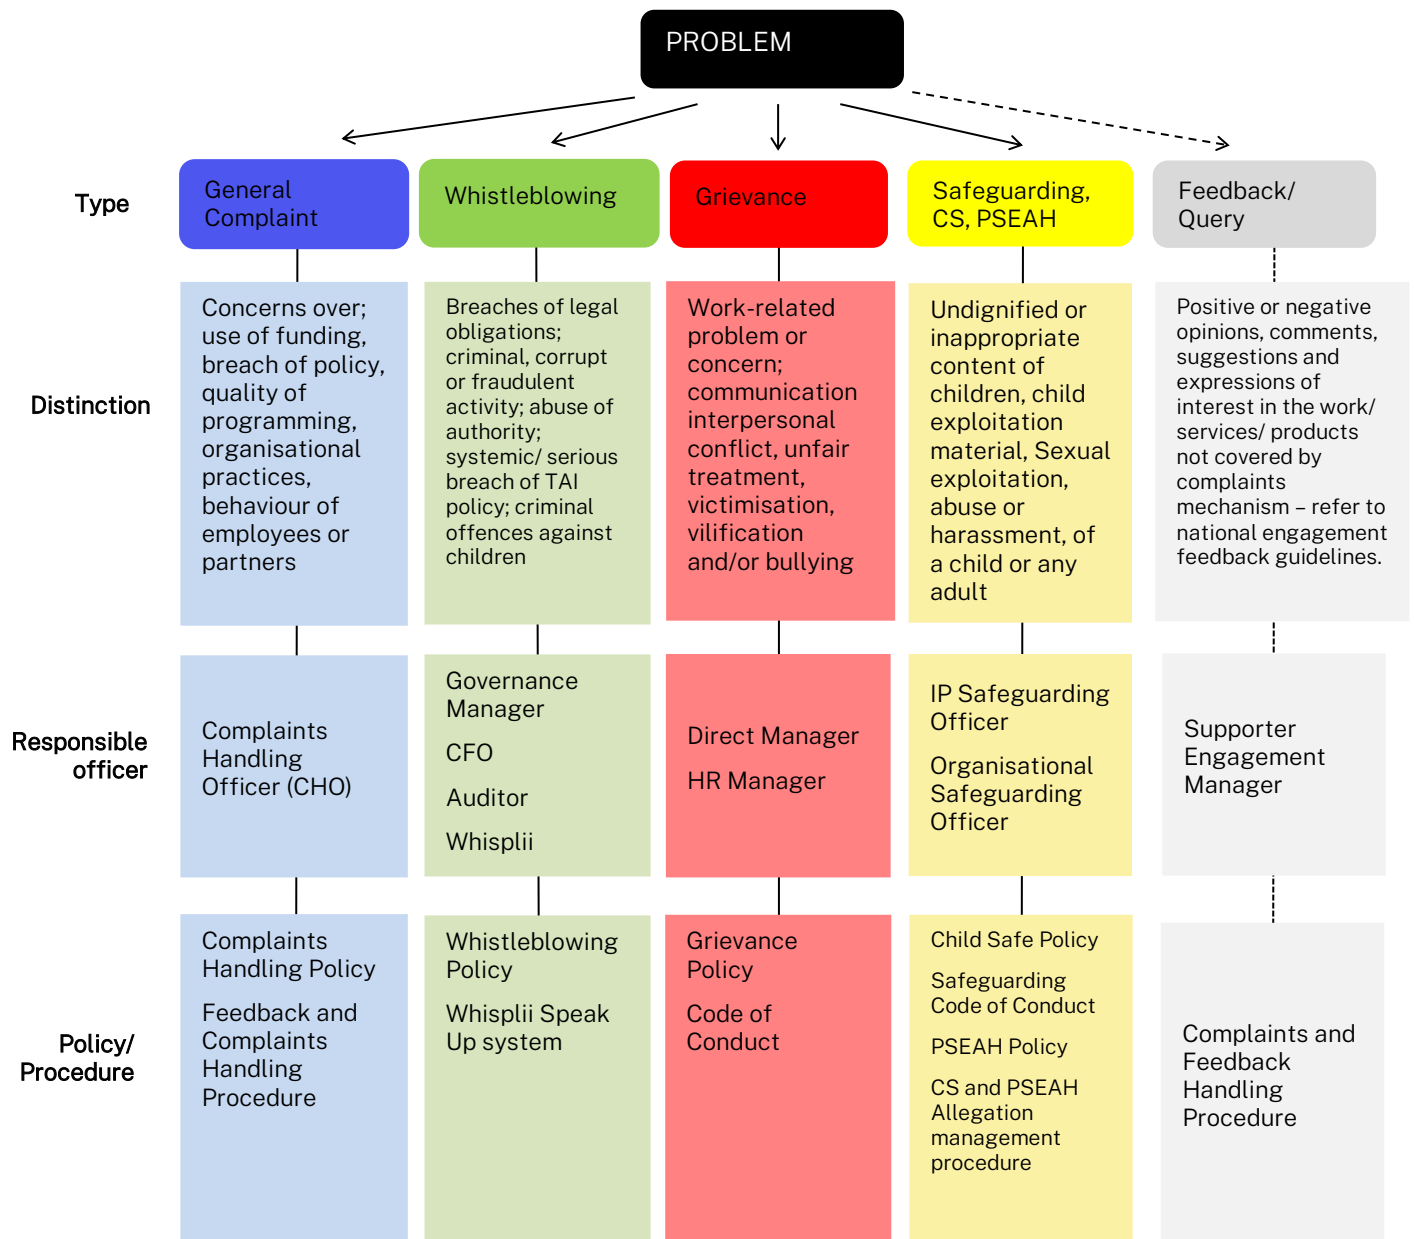 PROBLEM
Type
General
Complaint
Whistleblowing
Grievance
Safeguarding,
CS, PSEAH
Feedback/
Query
Distinction
Concerns over;
use of funding,
breach of policy,
quality of
programming,
organisational
practices,
behaviour of
employees or
partners
Breaches of legal
obligations;
criminal, corrupt
or fraudulent
activity; abuse of
authority;
systemic/ serious
breach of TAI
policy; criminal
offences against
children
Work-related
problem or
concern;
communication
interpersonal
conflict, unfair
treatment,
victimisation,
vilification
and/or bullying
Undignified or
inappropriate
content of
children, child
exploitation
material, Sexual
exploitation,
abuse or
harassment, of
a child or any
adult
Positive or negative
opinions, comments,
suggestions and
expressions of
interest in the work/
services/ products
not covered by
complaints
mechanism – refer to
national engagement
feedback guidelines.
Responsible
officer
Complaints
Handling
Officer (CHO)
Governance
Manager
CFO
Auditor
Whisplii
Direct Manager
HR Manager
IP Safeguarding
Officer
Organisational
Safeguarding
Officer
Supporter
Engagement
Manager
Policy/
Procedure
Complaints
Handling Policy
Feedback and
Complaints
Handling
Procedure
Whistleblowing
Policy
Whisplii Speak
Up system
Grievance
Policy
Code of
Conduct
Child Safe Policy
Safeguarding
Code of Conduct
PSEAH Policy
CS and PSEAH
Allegation
management
procedure
Complaints and
Feedback
Handling
Procedure